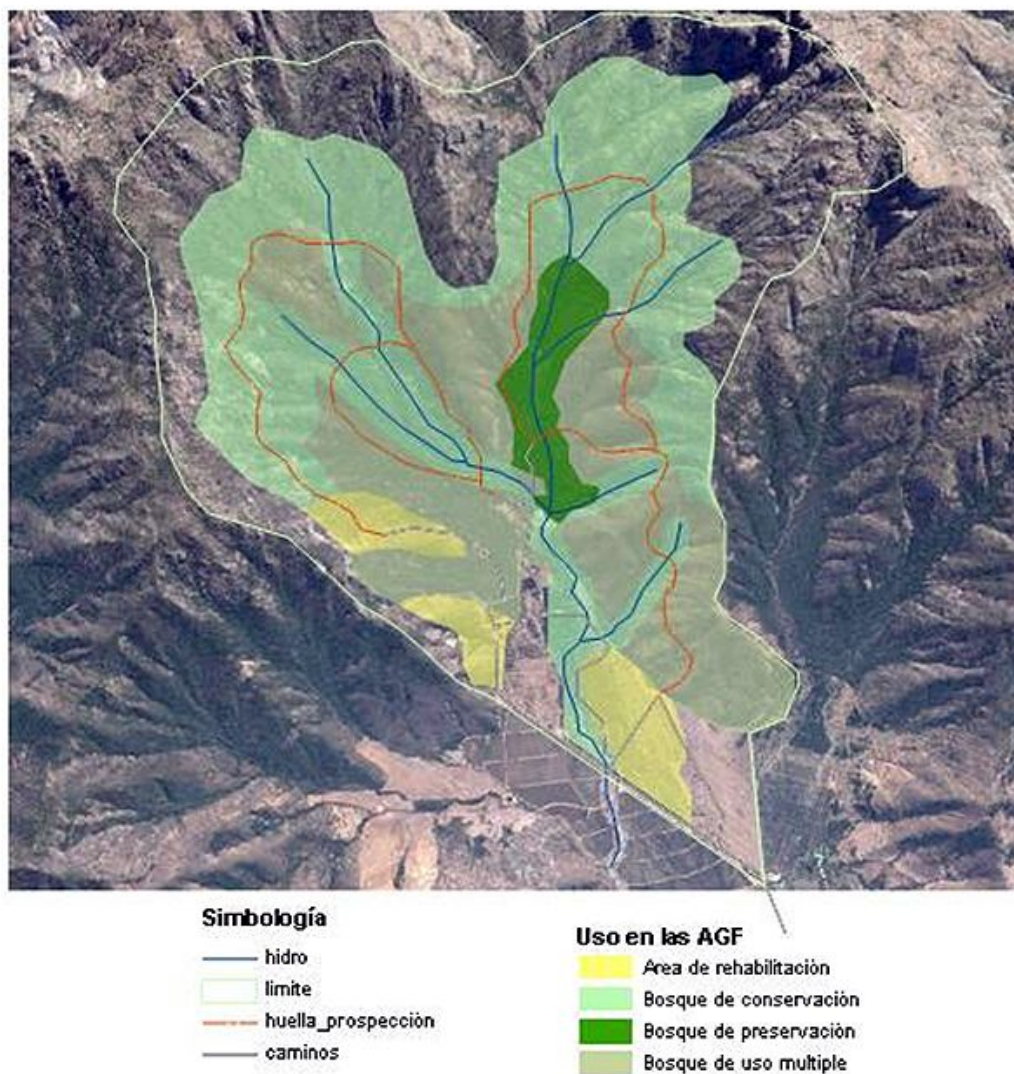 Simbología
hidro
limite
huella_prospección
caminos
Uso en las AGF
Area de rehabilitación
Bosque de conservación
Bosque de preservación
Bosque de uso multiple